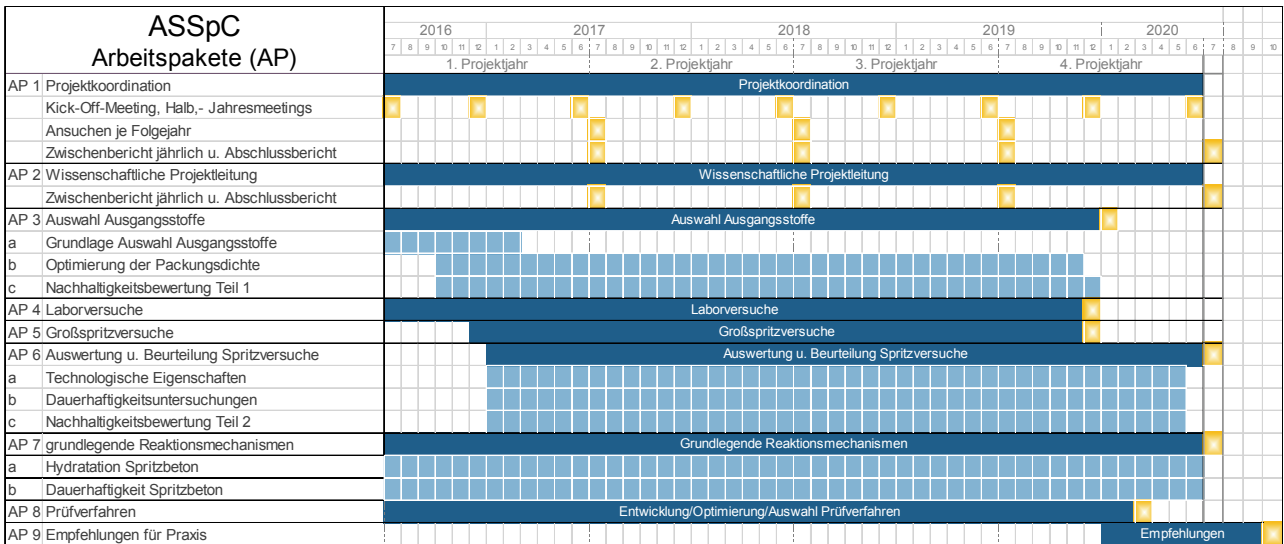 ASSpC
Arbeitspakete (AP)
2016 2017 2018 2019 2020
7 8 9 10 11 12 1 2 3 4 5 6 7 8 9 10 11 12 1 2 3 4 5 6 7 8 9 10 11 12 1 2 3 4 5 6 7 8 9 10 11 12 1 2 3 4 5 6 7 8 9 10
1. Projektjahr 2. Projektjahr 3. Projektjahr 4. Projektjahr
AP 1 Projektkoordination Projektkoordination
Kick-Off-Meeting, Halb,- Jahresmeetings
Ansuchen je Folgejahr
Zwischenbericht jährlich u. Abschlussbericht
AP 2 Wissenschaftliche Projektleitung Wissenschaftliche Projektleitung
Zwischenbericht jährlich u. Abschlussbericht
AP 3 Auswahl Ausgangsstoffe Auswahl Ausgangsstoffe
a Grundlage Auswahl Ausgangsstoffe
b Optimierung der Packungsdichte
c Nachhaltigkeitsbewertung Teil 1
AP 4 Laborversuche Laborversuche
AP 5 Großspritzversuche Großspritzversuche
AP 6 Auswertung u. Beurteilung Spritzversuche Auswertung u. Beurteilung Spritzversuche
a Technologische Eigenschaften
b Dauerhaftigkeitsuntersuchungen
c Nachhaltigkeitsbewertung Teil 2
AP 7 grundlegende Reaktionsmechanismen Grundlegende Reaktionsmechanismen
a Hydratation Spritzbeton
b Dauerhaftigkeit Spritzbeton
AP 8 Prüfverfahren Entwicklung/Optimierung/Auswahl Prüfverfahren
AP 9 Empfehlungen für Praxis Empfehlungen